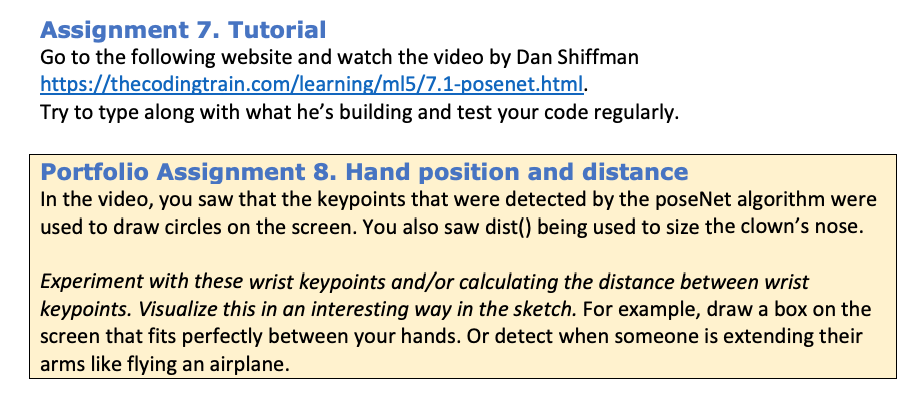 Assignment 7. Tutorial
Go to the following website and watch the video by Dan Shiffman
https://thecodingtrain.com/learning/ml5/7.1-posenet.html.
Try to type along with what he’s building and test your code regularly.
Portfolio Assignment 8. Hand position and distance
In the video, you saw that the keypoints that were detected by the poseNet algorithm were
used to draw circles on the screen. You also saw dist() being used to size the clown’s nose.
Experiment with these wrist keypoints and/or calculating the distance between wrist
keypoints. Visualize this in an interesting way in the sketch. For example, draw a box on the
screen that fits perfectly between your hands. Or detect when someone is extending their
arms like flying an airplane.